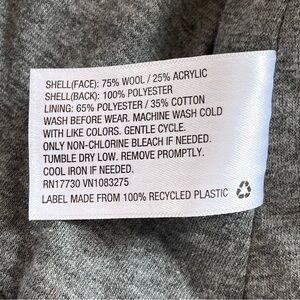 SHELL(FACE): 75% WOOL / 25% ACRYLIC
SHELL(BACK): 100% POLYESTER
LINING: 65% POLYESTER / 35% COTTON
WASH BEFORE WEAR. MACHINE WASH COLD
WITH LIKE COLORS. GENTLE CYCLE.
ONLY NON-CHLORINE BLEACH IF NEEDED.
TUMBLE DRY LOW. REMOVE PROMPTLY.
COOL IRON IF NEEDED.
RN17730 VN1083275
LABEL MADE FROM 100% RECYCLED PLASTIC